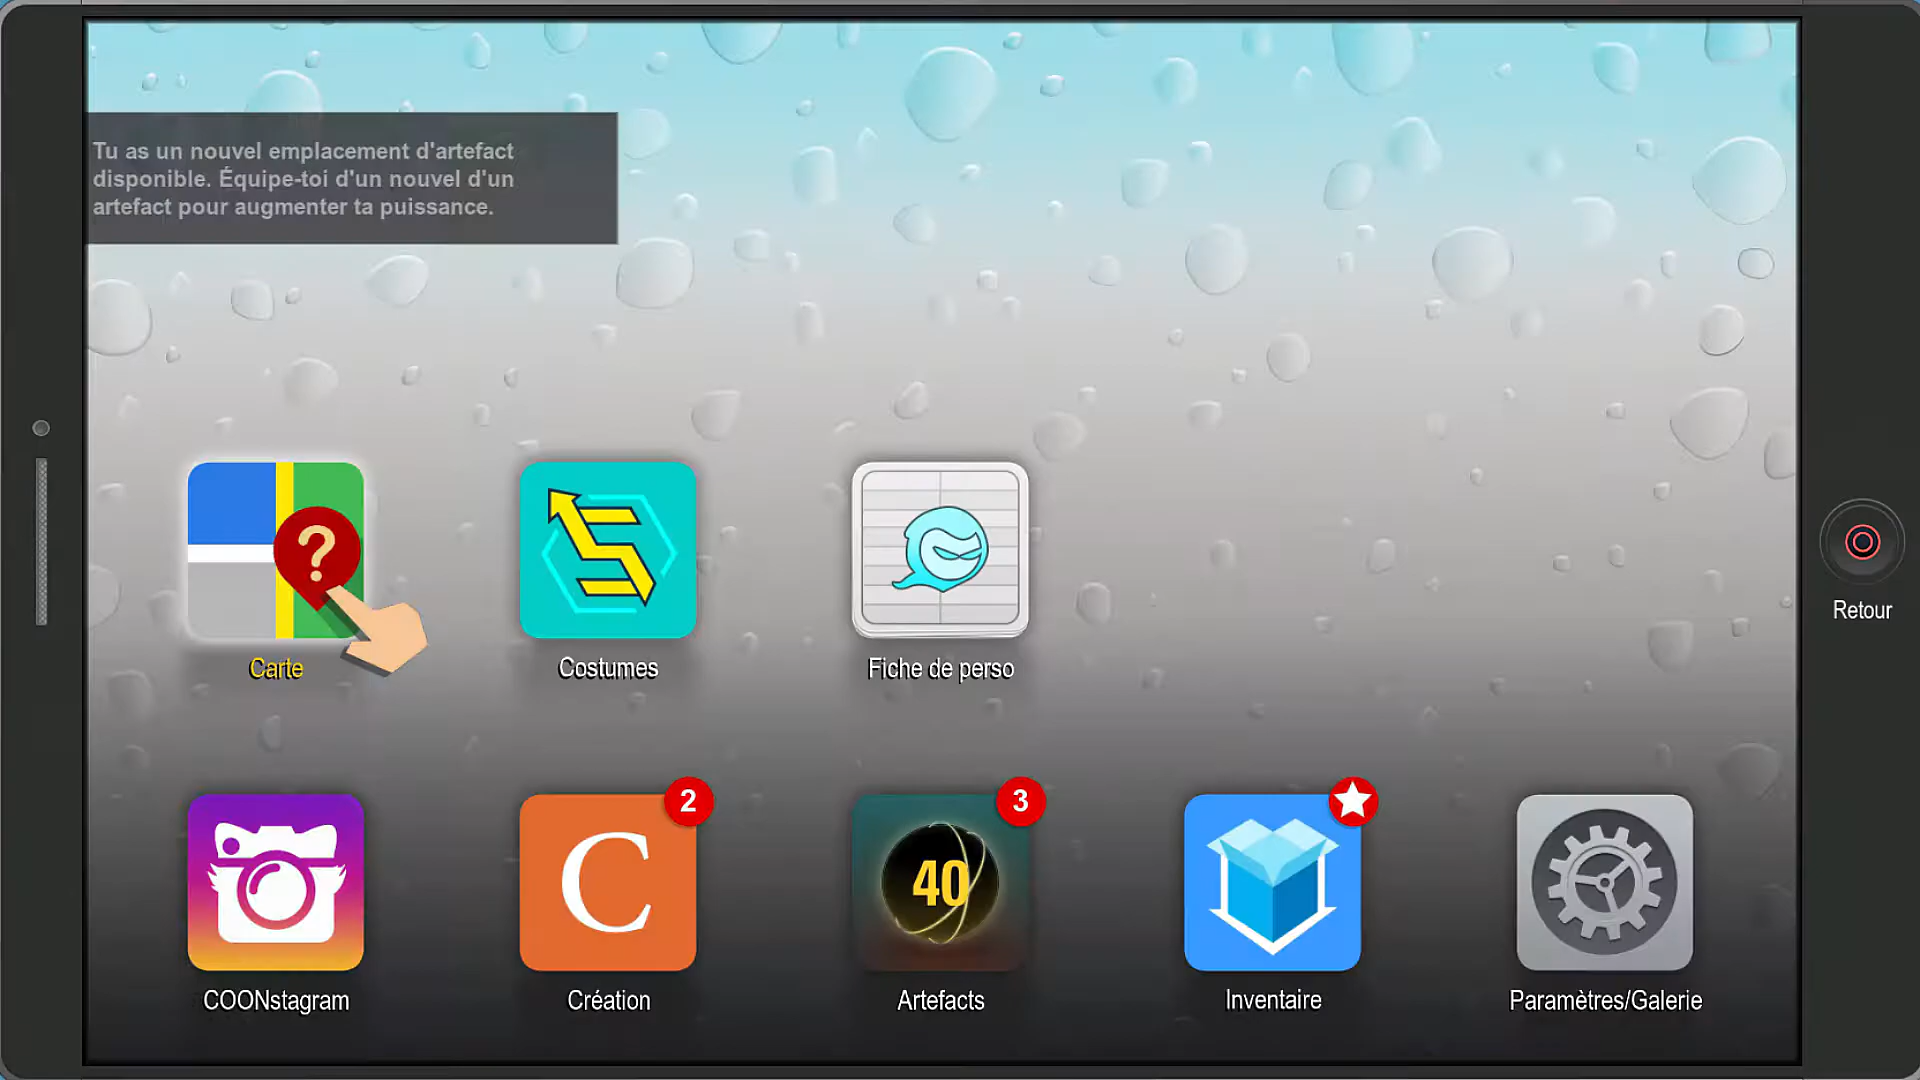 Tu as un nouvel emplacement d'artefact
disponible. Équipe-toi d'un nouvel d'un
artefact pour augmenter ta puissance.
?
Carte
Costumes
Fiche de perso
Retour
2
3
C
40
COONstagram
Création
Artefacts
Inventaire
Paramètres/Galerie